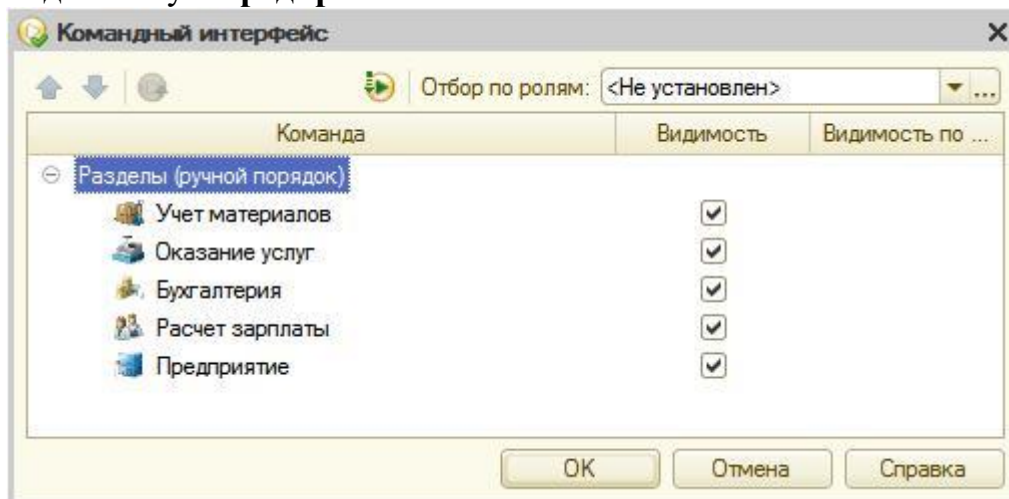 Командный интерфейс
Отбор по ролям: <Не установлен> ...
Команда Видимость Видимость по ...
Разделы (ручной порядок)
Учет материалов
Оказание услуг
Бухгалтерия
Расчет зарплаты
Предприятие
ОК Отмена Справка